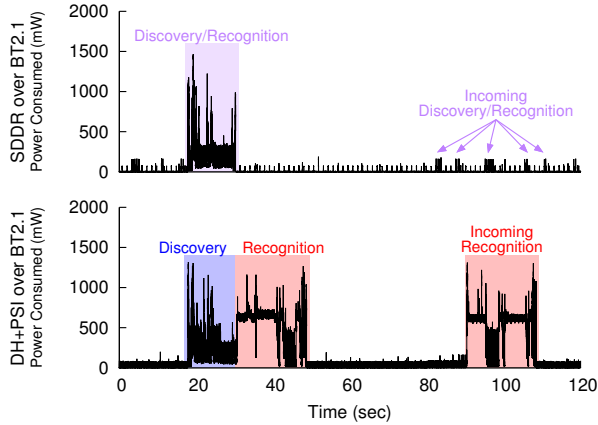 SDDR over BT2.1
Power Consumed (mW)
2000
1500
1000
500
0
Discovery/Recognition
Incoming
Discovery/Recognition
DH+PSI over BT2.1
Power Consumed (mW)
2000
1500
1000
500
0
Discovery
Recognition
Incoming
Recognition
0 20 40 60 80 100 120
Time (sec)